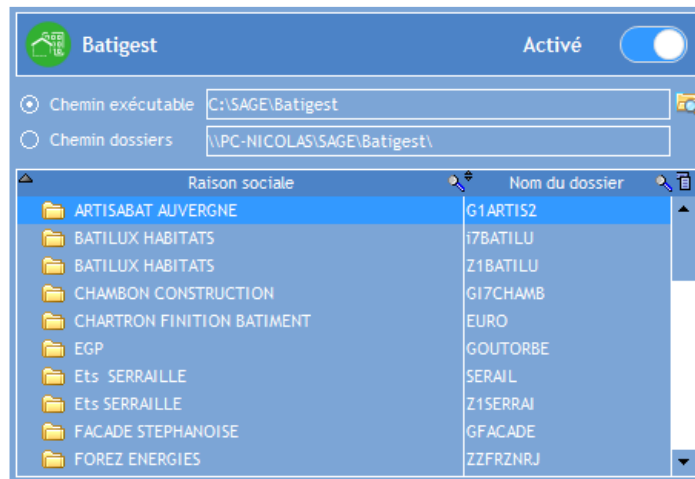 Batigest Activé
Chemin exécutable C:\SAGE\Batigest
Chemin dossiers \\PC-NICOLAS\SAGE\Batigest\
Raison sociale Nom du dossier
ARTISABAT AUVERGNE G1ARTIS2
BATILUX HABITATS i7BATILU
BATILUX HABITATS Z1BATILU
CHAMBON CONSTRUCTION GI7CHAMB
CHARTRON FINITION BATIMENT EURO
EGP GOUTORBE
Ets SERRAILLE SERAIL
Ets SERRAILLE Z1SERRAI
FACADE STEPHANOISE GFACADE
FOREZ ENERGIES ZZFRZNRJ